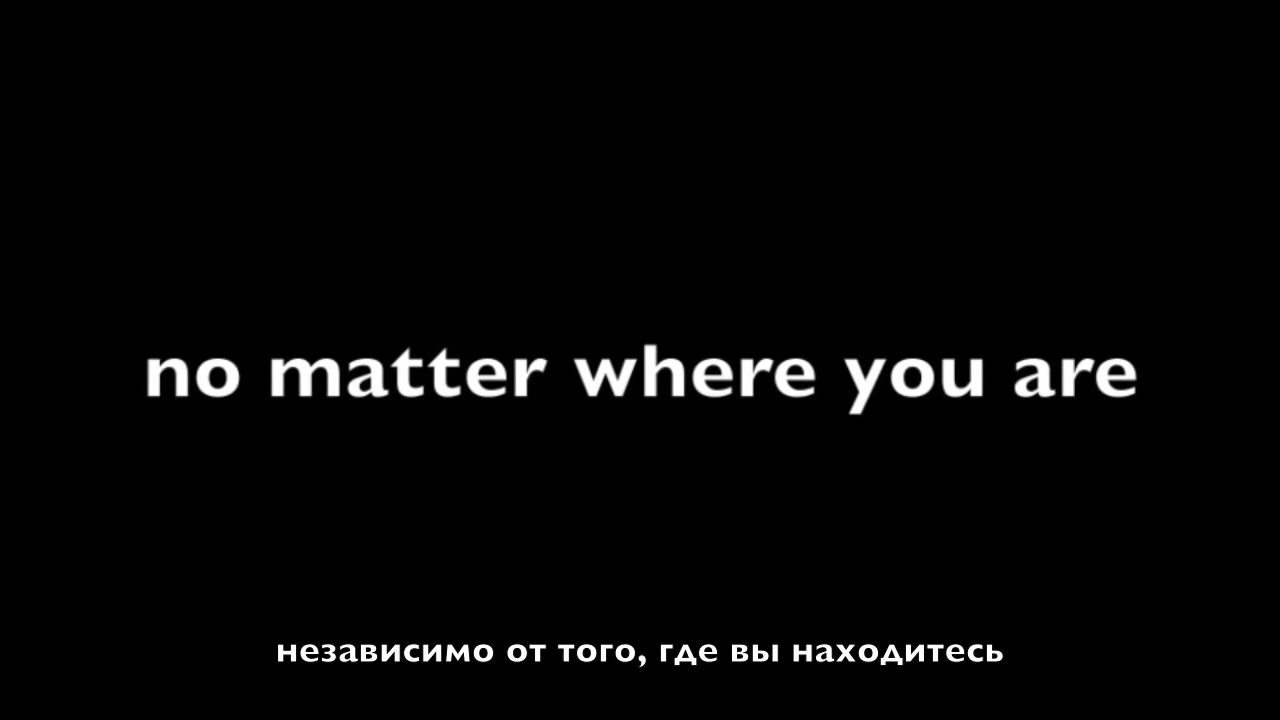 no matter where you are
независимо от того, где вы находитесь